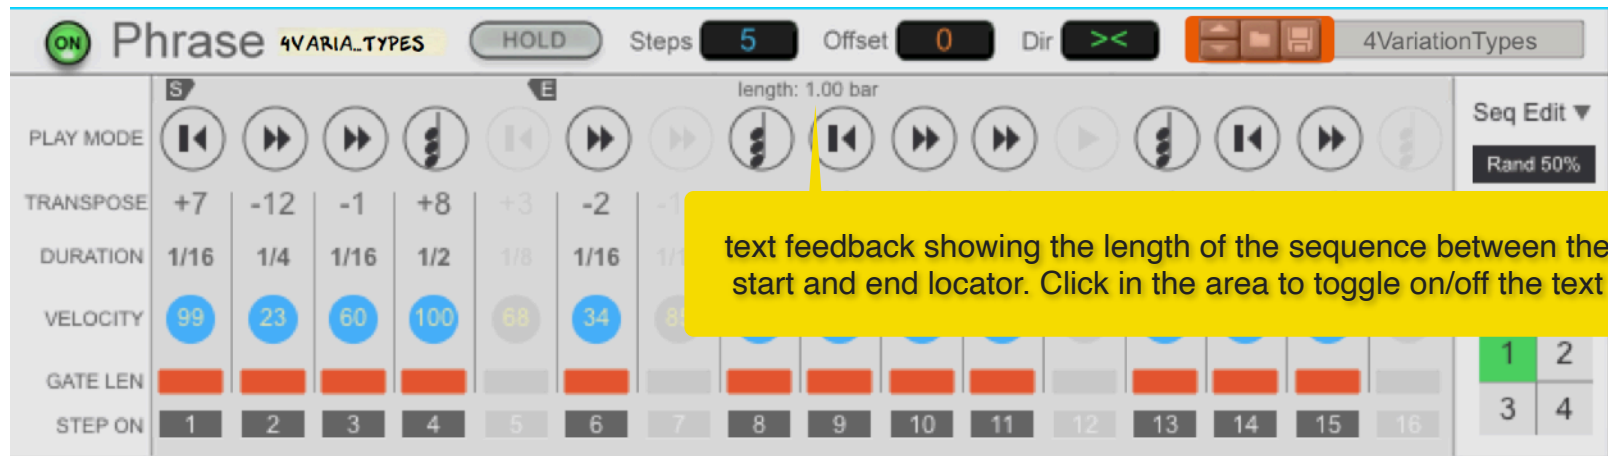 ON Phrase 4VARIA_TYPES HOLD Steps 5 Offset 0 Dir >< 4VariationTypes
S E length: 1.00 bar
PLAY MODE Seq Edit ▼
Rand 50%
TRANSPOSE +7 -12 -1 +8 +3 -2
DURATION 1/16 1/4 1/16 1/2 1/8 1/16
text feedback showing the length of the sequence between the
start and end locator. Click in the area to toggle on/off the text
VELOCITY 99 23 60 100 68 34 85
1 2
GATE LEN
3 4
STEP ON 1 2 3 4 5 6 7 8 9 10 11 12 13 14 15 16